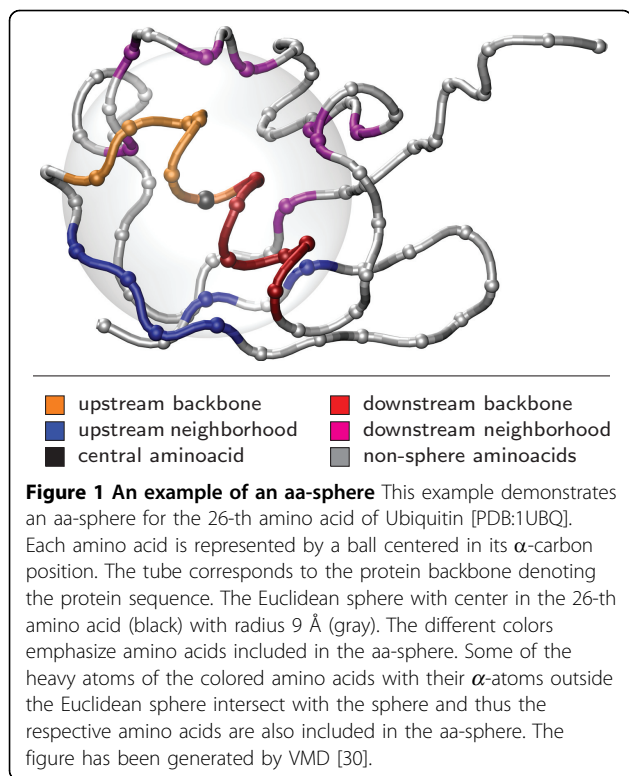 upstream backbone downstream backbone
upstream neighborhood downstream neighborhood
central aminoacid non-sphere aminoacids
Figure 1 An example of an aa-sphere This example demonstrates
an aa-sphere for the 26-th amino acid of Ubiquitin [PDB:1UBQ].
Each amino acid is represented by a ball centered in its α-carbon
position. The tube corresponds to the protein backbone denoting
the protein sequence. The Euclidean sphere with center in the 26-th
amino acid (black) with radius 9 Å (gray). The different colors
emphasize amino acids included in the aa-sphere. Some of the
heavy atoms of the colored amino acids with their α-atoms outside
the Euclidean sphere intersect with the sphere and thus the
respective amino acids are also included in the aa-sphere. The
figure has been generated by VMD [30].